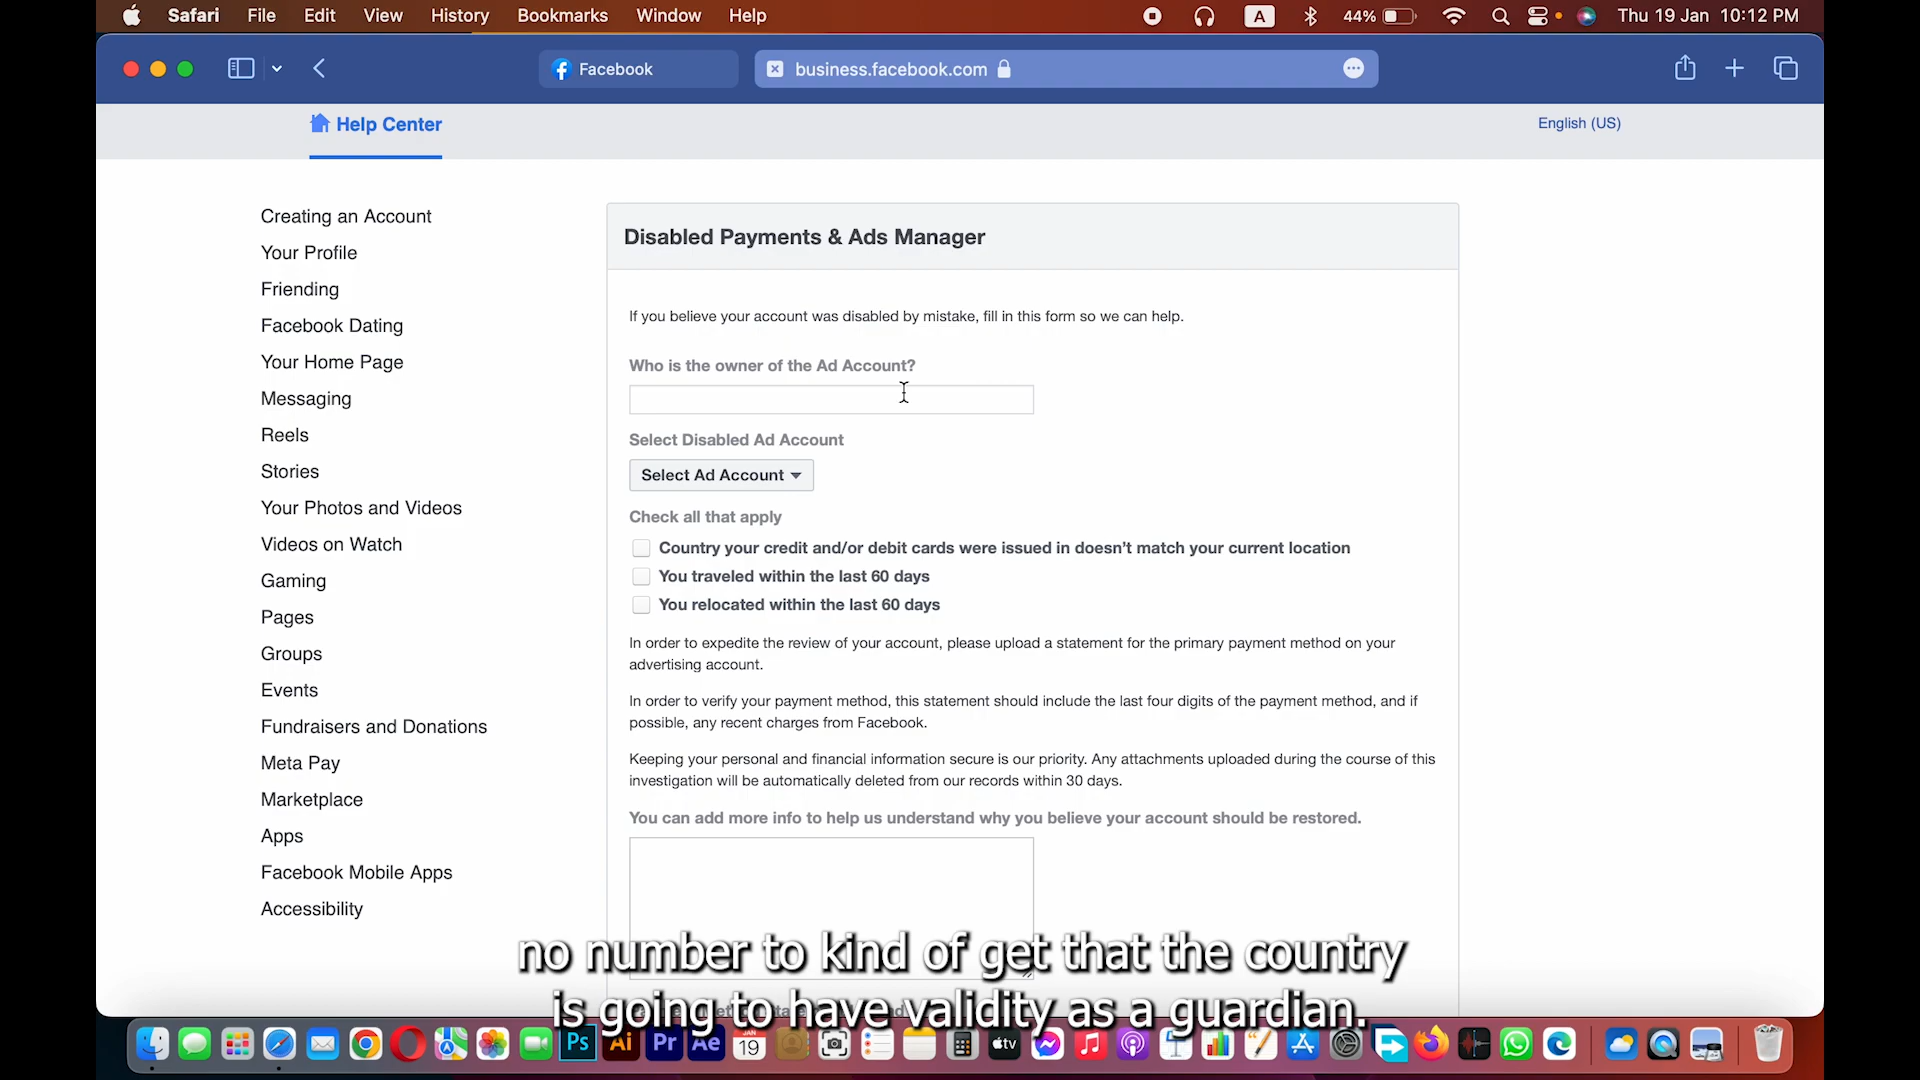 Safari File Edit View History Bookmarks Window Help A 44% Thu 19 Jan 10:12 PM
Facebook business.facebook.com
Help Center English (US)
Creating an Account
Your Profile
Friending
Facebook Dating
Your Home Page
Messaging
Reels
Stories
Your Photos and Videos
Videos on Watch
Gaming
Pages
Groups
Events
Fundraisers and Donations
Meta Pay
Marketplace
Apps
Facebook Mobile Apps
Accessibility
Disabled Payments & Ads Manager
If you believe your account was disabled by mistake, fill in this form so we can help.
Who is the owner of the Ad Account?
Select Disabled Ad Account
Select Ad Account
Check all that apply
Country your credit and/or debit cards were issued in doesn't match your current location
You traveled within the last 60 days
You relocated within the last 60 days
In order to expedite the review of your account, please upload a statement for the primary payment method on your
advertising account.
In order to verify your payment method, this statement should include the last four digits of the payment method, and if
possible, any recent charges from Facebook.
Keeping your personal and financial information secure is our priority. Any attachments uploaded during the course of this
investigation will be automatically deleted from our records within 30 days.
You can add more info to help us understand why you believe your account should be restored.
no number to kind of get that the country
is going to have validity as a guardian.
Ps Ai Pr Ae JAN 19 tv